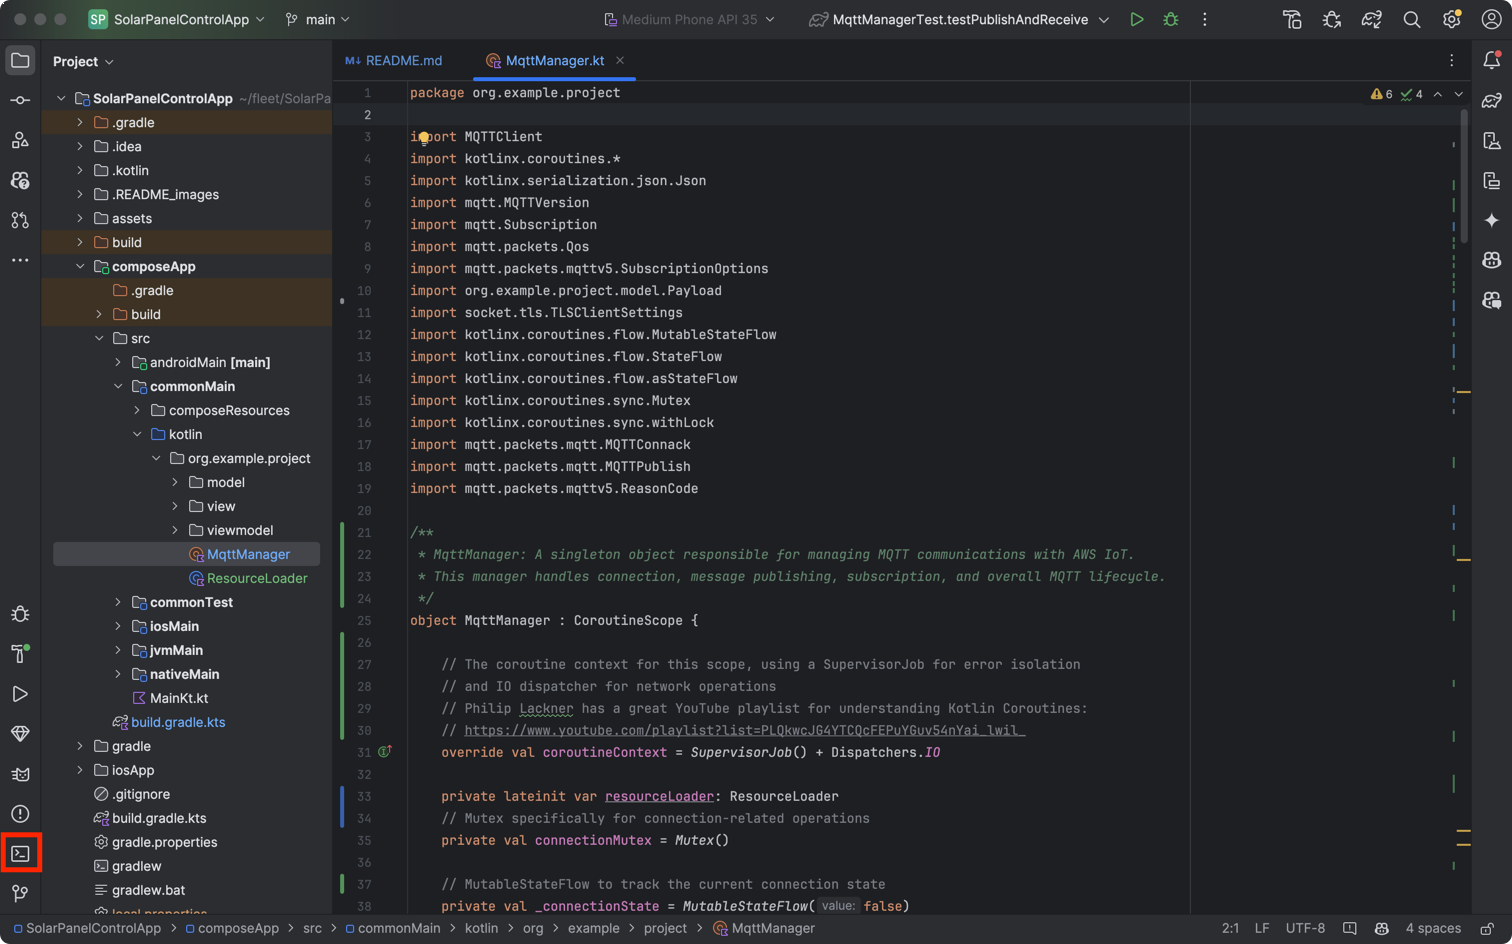 SP SolarPanelControlApp main Medium Phone API 35 MqttManagerTest.testPublishAndReceive
Project
SolarPanelControlApp ~/fleet/SolarPa
.gradle
.idea
.kotlin
.README_images
assets
build
composeApp
.gradle
build
src
androidMain [main]
commonMain
composeResources
kotlin
org.example.project
model
view
viewmodel
MqttManager
ResourceLoader
commonTest
iosMain
jvmMain
nativeMain
MainKt.kt
build.gradle.kts
gradle
iosApp
.gitignore
build.gradle.kts
gradle.properties
gradlew
gradlew.bat
local.properties
M↓ README.md MqttManager.kt
6 4
1 package org.example.project
2
3 import MQTTClient
4 import kotlinx.coroutines.*
5 import kotlinx.serialization.json.Json
6 import mqtt.MQTTVersion
7 import mqtt.Subscription
8 import mqtt.packets.Qos
9 import mqtt.packets.mqttv5.SubscriptionOptions
10 import org.example.project.model.Payload
11 import socket.tls.TLSClientSettings
12 import kotlinx.coroutines.flow.MutableStateFlow
13 import kotlinx.coroutines.flow.StateFlow
14 import kotlinx.coroutines.flow.asStateFlow
15 import kotlinx.coroutines.sync.Mutex
16 import kotlinx.coroutines.sync.withLock
17 import mqtt.packets.mqtt.MQTTConnack
18 import mqtt.packets.mqtt.MQTTPublish
19 import mqtt.packets.mqttv5.ReasonCode
20
21 /**
22 * MqttManager: A singleton object responsible for managing MQTT communications with AWS IoT.
23 * This manager handles connection, message publishing, subscription, and overall MQTT lifecycle.
24 */
25 object MqttManager : CoroutineScope {
26
27 // The coroutine context for this scope, using a SupervisorJob for error isolation
28 // and IO dispatcher for network operations
29 // Philip Lackner has a great YouTube playlist for understanding Kotlin Coroutines:
30 // https://www.youtube.com/playlist?list=PLQkwcJG4YTCQcFEPuYGuv54nYai_lwil_
31 override val coroutineContext = SupervisorJob() + Dispatchers.IO
32
33 private lateinit var resourceLoader: ResourceLoader
34 // Mutex specifically for connection-related operations
35 private val connectionMutex = Mutex()
36
37 // MutableStateFlow to track the current connection state
38 private val _connectionState = MutableStateFlow( value: false)
SolarPanelControlApp > composeApp > src > commonMain > kotlin > org > example > project > MqttManager 2:1 LF UTF-8 4 spaces